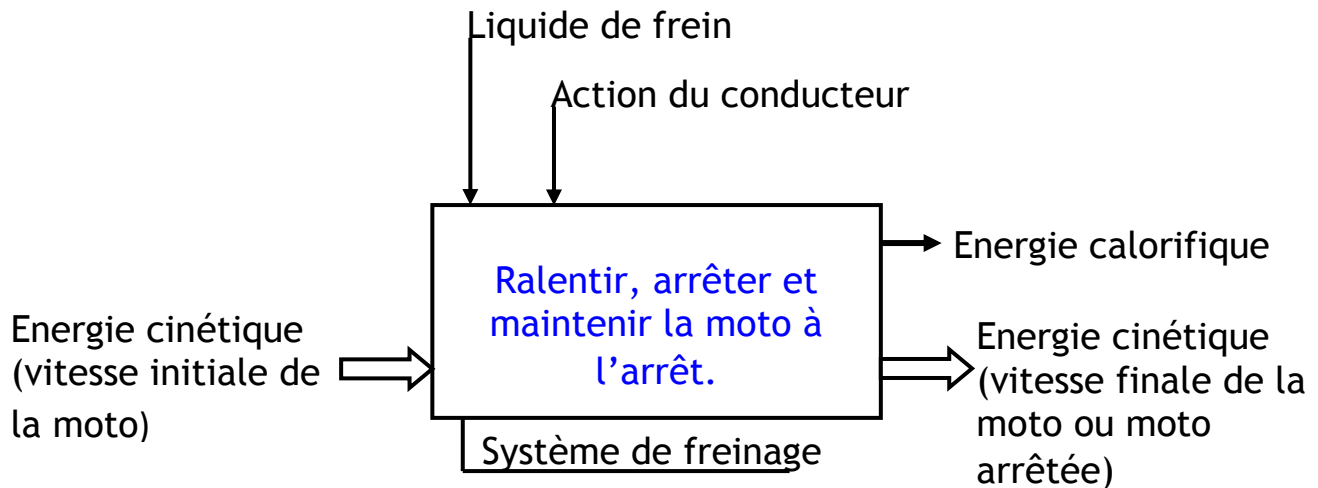 Liquide de frein
Action du conducteur
Energie calorifique
Ralentir, arrêter et
maintenir la moto à
l’arrêt.
Energie cinétique
(vitesse initiale de
la moto)
Energie cinétique
(vitesse finale de la
moto ou moto
arrêtée)
Système de freinage